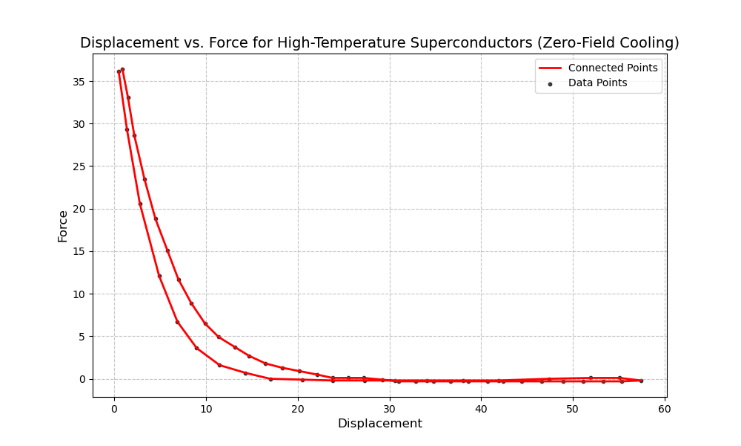 Displacement vs. Force for High-Temperature Superconductors (Zero-Field Cooling)
Connected Points
Data Points
Force
35
30
25
20
15
10
5
0
0 10 20 30 40 50 60
Displacement